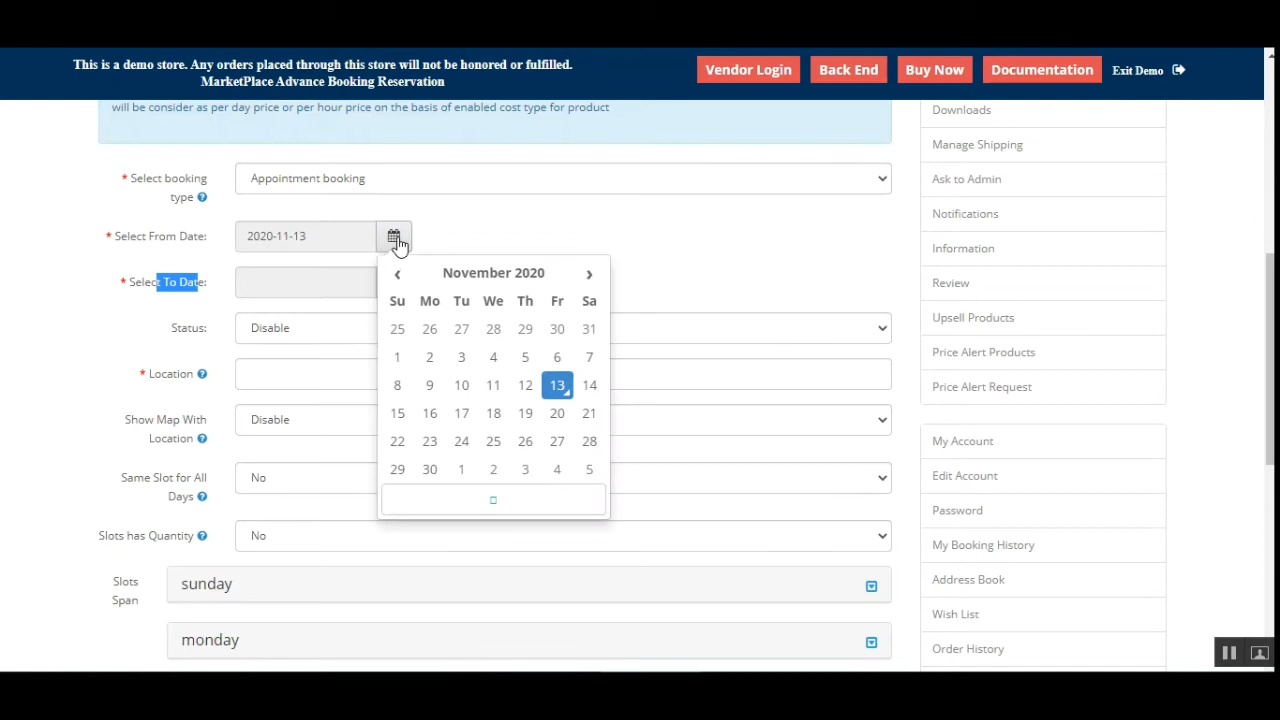 This is a demo store. Any orders placed through this store will not be honored or fulfilled.
MarketPlace Advance Booking Reservation
Vendor Login
Back End
Buy Now
Documentation
Exit Demo
will be consider as per day price or per hour price on the basis of enabled cost type for product
* Select booking type
Appointment booking
* Select From Date:
2020-11-13
* Select To Date:
Status:
Disable
* Location
Show Map With Location
Disable
Same Slot for All Days
No
Slots has Quantity
No
Slots Span
sunday
monday
‹ November 2020 ›
Su Mo Tu We Th Fr Sa
25 26 27 28 29 30 31
1 2 3 4 5 6 7
8 9 10 11 12 13 14
15 16 17 18 19 20 21
22 23 24 25 26 27 28
29 30 1 2 3 4 5
Downloads
Manage Shipping
Ask to Admin
Notifications
Information
Review
Upsell Products
Price Alert Products
Price Alert Request
My Account
Edit Account
Password
My Booking History
Address Book
Wish List
Order History